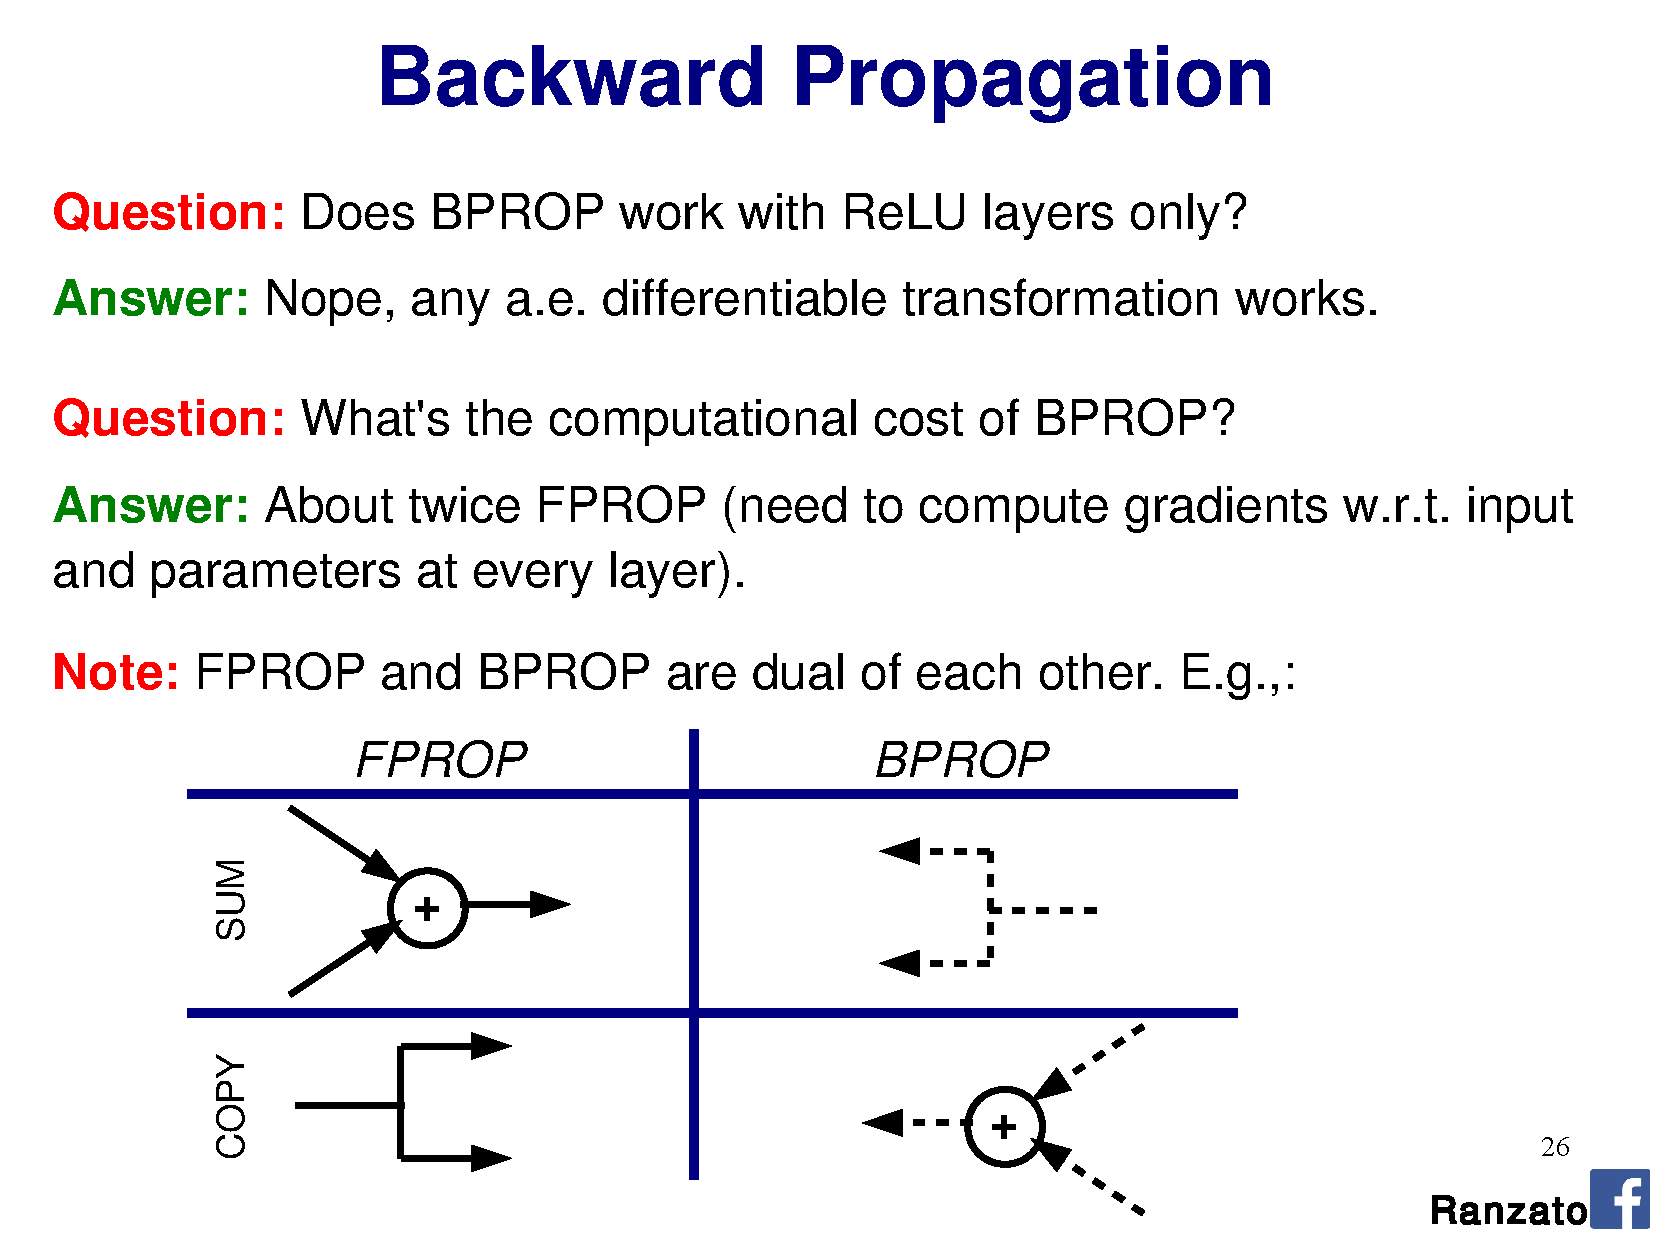 Backward Propagation
Question: Does BPROP work with ReLU layers only?
Answer: Nope, any a.e. differentiable transformation works.
Question: What's the computational cost of BPROP?
Answer: About twice FPROP (need to compute gradients w.r.t. input
and parameters at every layer).
Note: FPROP and BPROP are dual of each other. E.g.,:
FPROP BPROP
SUM
+
COPY
+
26
Ranzato f